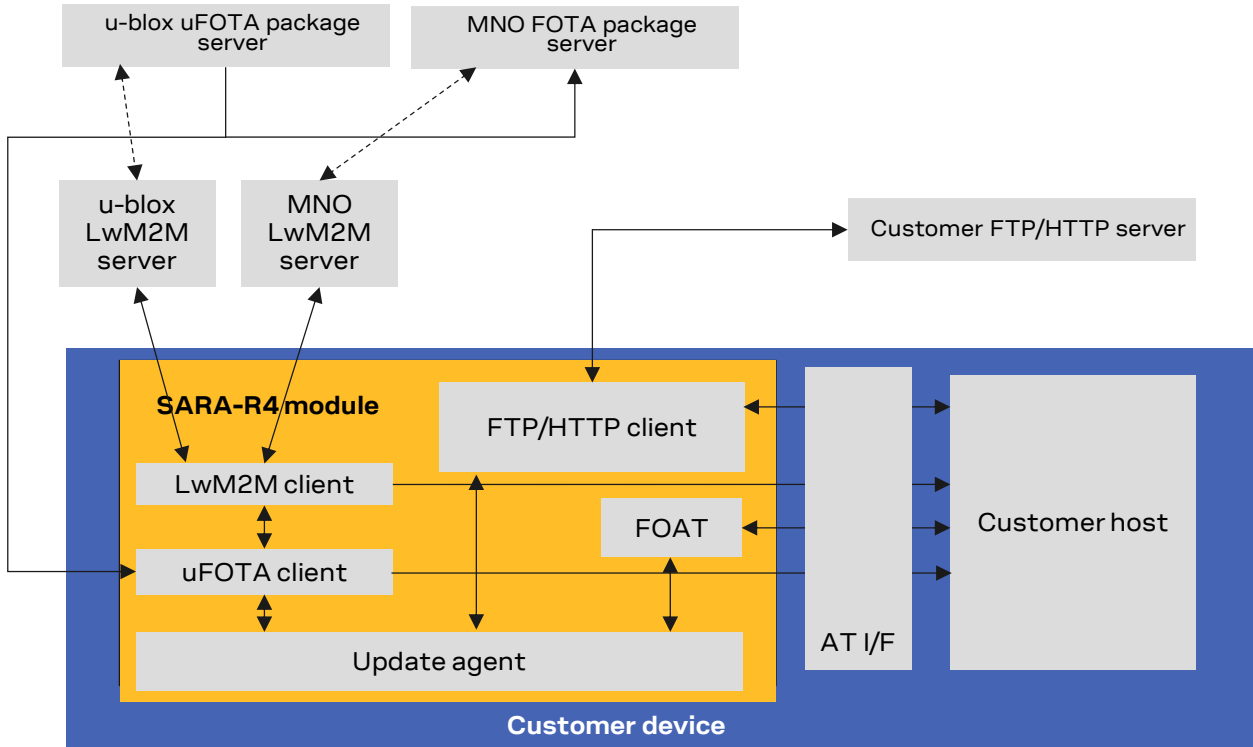 u-blox uFOTA package
server
MNO FOTA package
server
u-blox
LwM2M
server
MNO
LwM2M
server
Customer FTP/HTTP server
SARA-R4 module
FTP/HTTP client
LwM2M client
FOAT
Customer host
uFOTA client
AT I/F
Update agent
Customer device